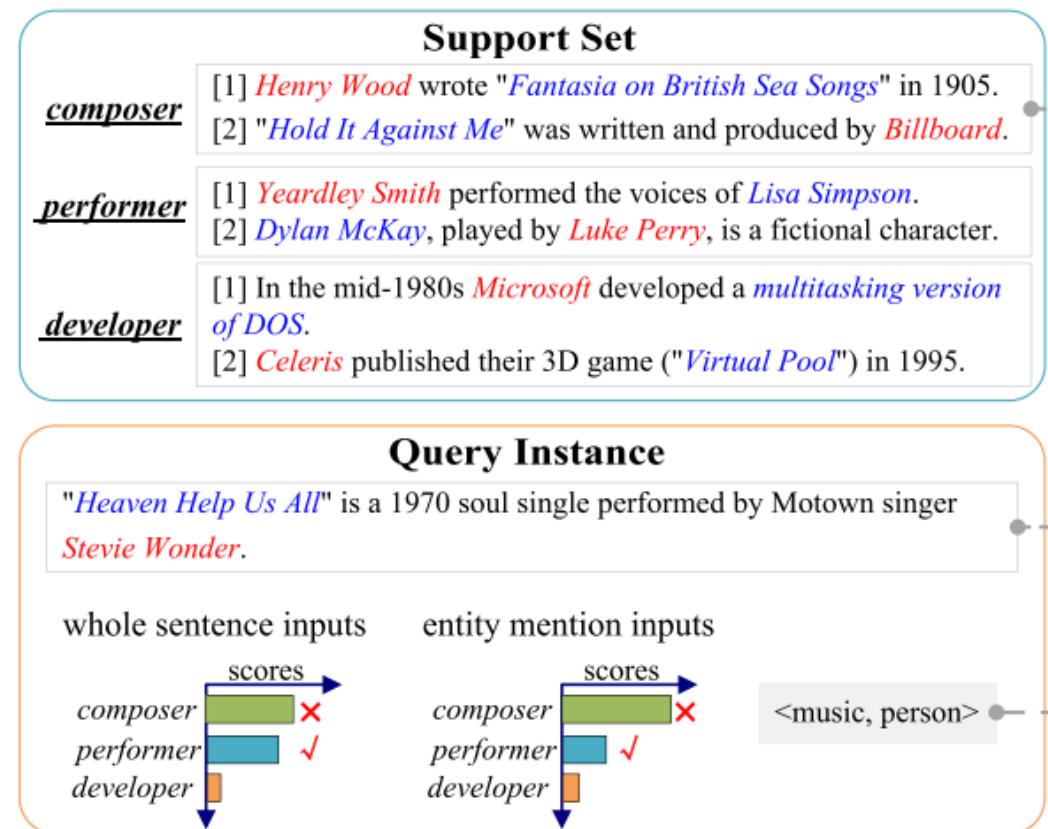 Support Set
composer
[1] Henry Wood wrote "Fantasia on British Sea Songs" in 1905.
[2] "Hold It Against Me" was written and produced by Billboard.
performer
[1] Yeardley Smith performed the voices of Lisa Simpson.
[2] Dylan McKay, played by Luke Perry, is a fictional character.
developer
[1] In the mid-1980s Microsoft developed a multitasking version
of DOS.
[2] Celeris published their 3D game ("Virtual Pool") in 1995.
Query Instance
"Heaven Help Us All" is a 1970 soul single performed by Motown singer
Stevie Wonder.
whole sentence inputs
scores
composer
performer
developer
entity mention inputs
scores
composer
performer
developer
<music, person>